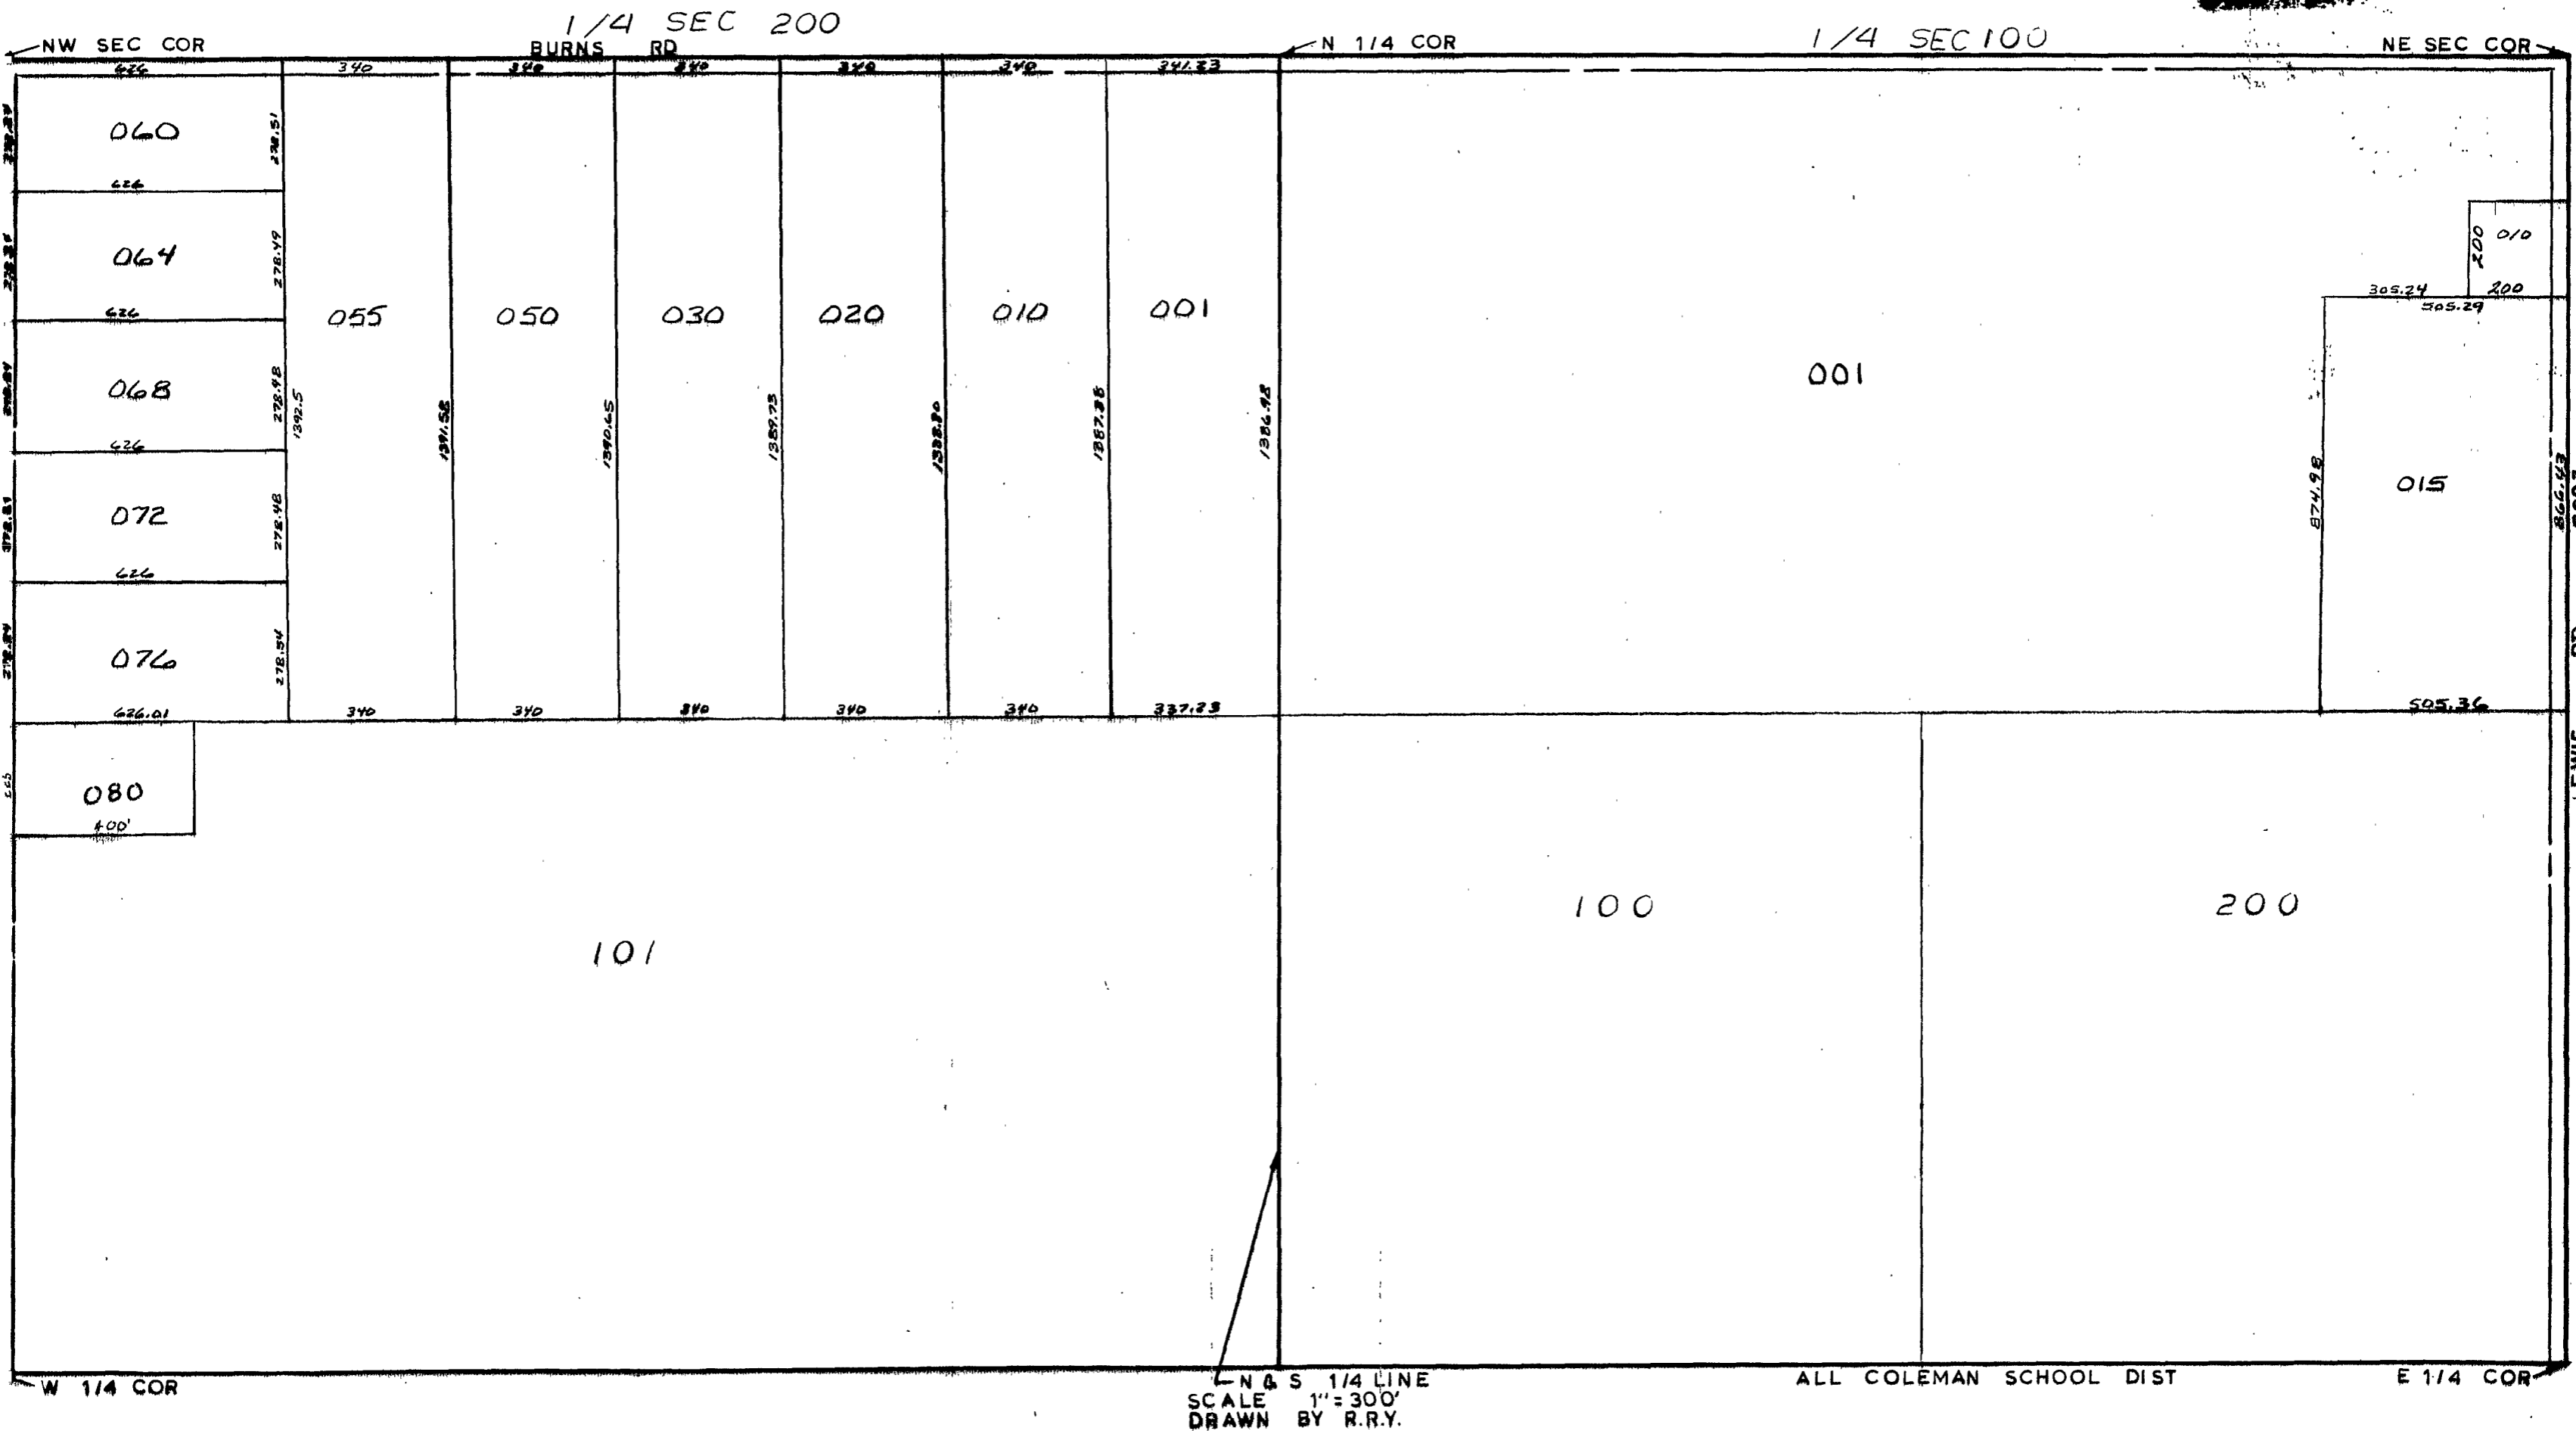 1/4 SEC 200
1/4 SEC 100
NW SEC COR
BURNS RD
N 1/4 COR
NE SEC COR
626 340 340 340 340 340 341.23
060
278.51
626
064
278.49
626
055 050 030 020 010 001
068
278.48
1392.5 1391.58 1390.65 1389.73 1388.80 1387.88 1386.95
626
072
278.48
626
076
278.54
626.01 340 340 340 340 340 337.23
080
400'
101
001
200 010
305.24 200
505.29
874.98
015
866.43
505.36
100
200
W 1/4 COR
N & S 1/4 LINE
SCALE 1"=300'
DRAWN BY R.R.Y.
ALL COLEMAN SCHOOL DIST
E 1/4 COR